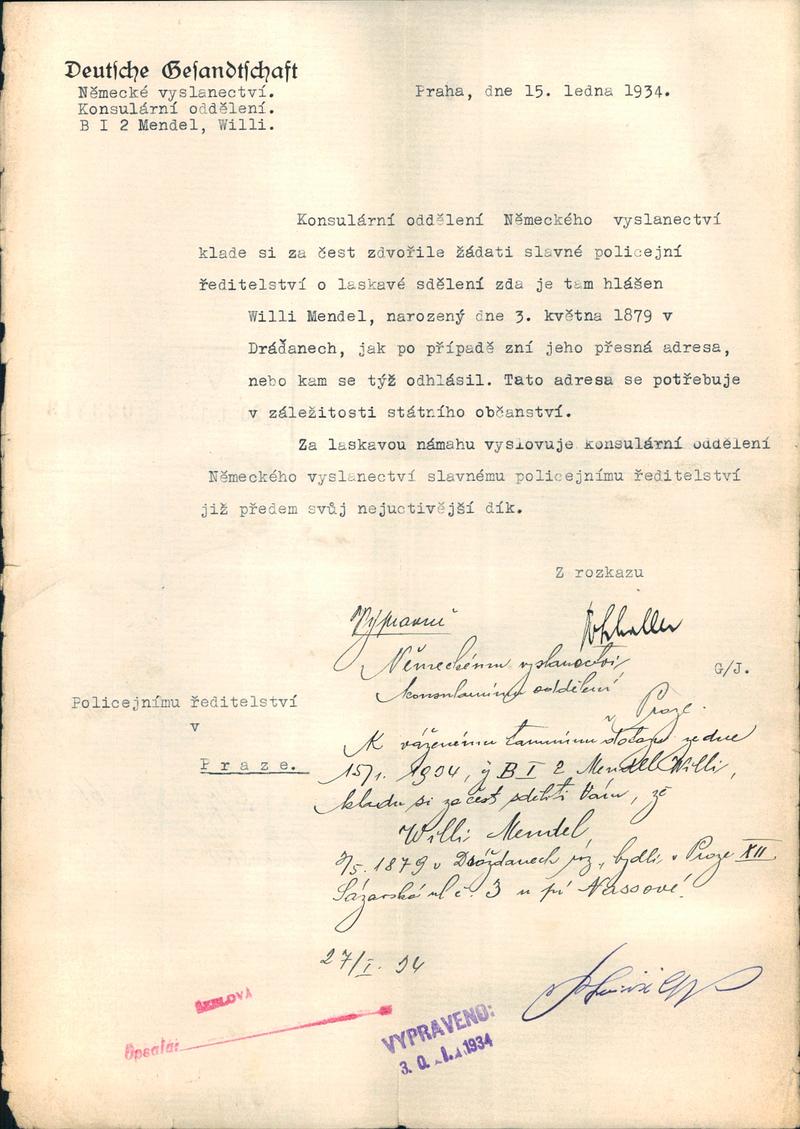 Deutsche Gesandtschaft
Německé vyslanectví.
Konsulární oddělení.
B I 2 Mendel, Willi.
Praha, dne 15. ledna 1934.
Konsulární oddělení Německého vyslanectví
klade si za čest zdvořile žádati slavné policejní
ředitelství o laskavé sdělení zda je tam hlášen
Willi Mendel, narozený dne 3. května 1879 v
Drážďanech, jak po případě zní jeho přesná adresa,
nebo kam se týž odhlásil. Tato adresa se potřebuje
v záležitosti státního občanství.
Za laskavou námahu vyslovuje konsulární oddělení
Německého vyslanectví slavnému policejnímu ředitelství
již předem svůj nejuctivější dík.
Z rozkazu
G/J.
Policejnímu ředitelství
v
Praze.
Německému vyslanectví
konsulárnímu oddělení
v Praze.
K váženému tamnímu dotazu ze dne
15/1. 1934, č B I 2 Mendel Willi,
kladu si za čest sděliti Vám, že
Willi Mendel,
3/5. 1879 v Drážďanech nar., bydlí v Praze XII
Sázavská ul č. 3 u pí
27/I. 34
Opsala:
VYPRAVENO:
30. I. 1934